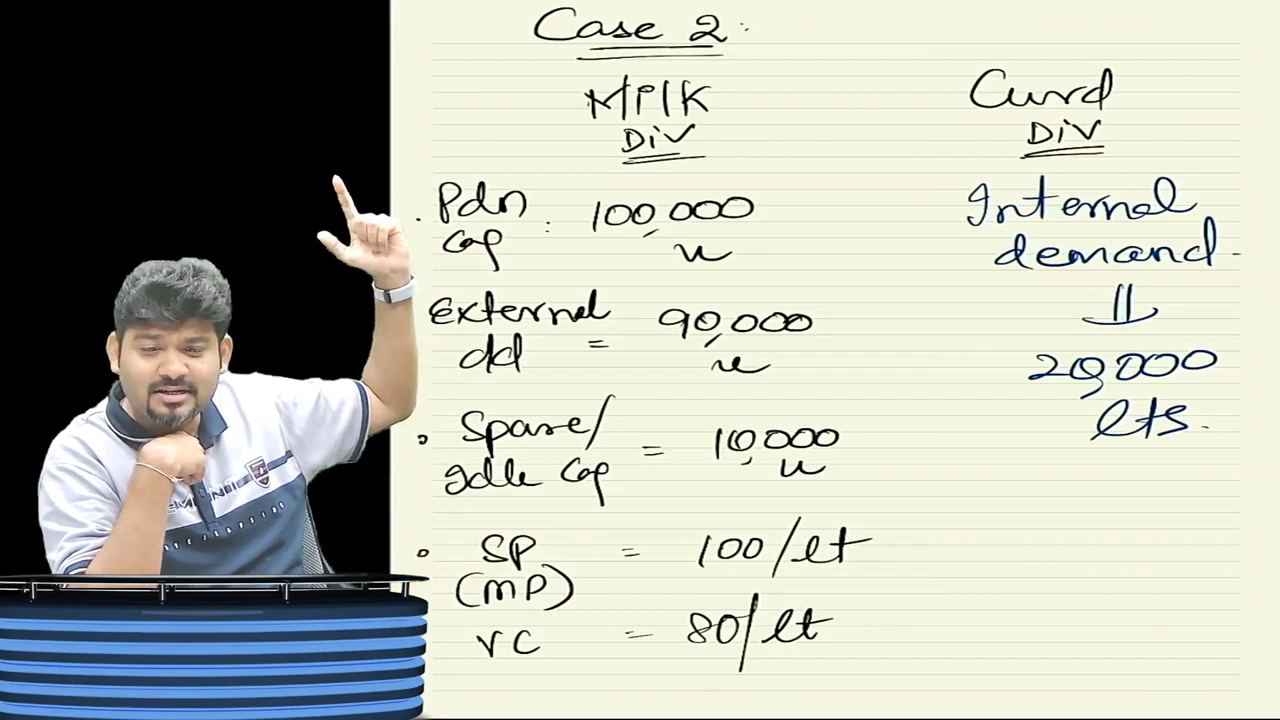 Case 2:
Milk
Div
Curd
Div
. Pdn
Cap : 100,000
u
Internal
demand.
⇓
20,000
lts.
External
dd = 90,000
u
. Spare/
Idle Cap = 10,000
u
. SP = 100/lt
(MP)
VC = 80/lt